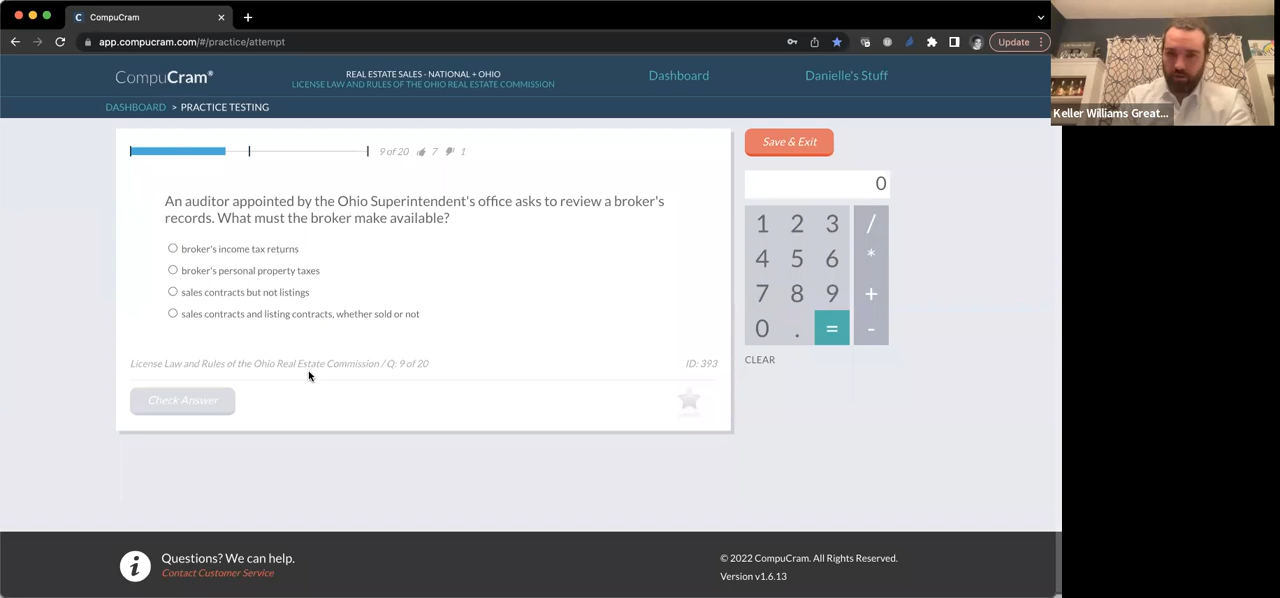 CompuCram
app.compucram.com/#/practice/attempt
Update
CompuCram®
REAL ESTATE SALES - NATIONAL + OHIO
LICENSE LAW AND RULES OF THE OHIO REAL ESTATE COMMISSION
Dashboard
Danielle's Stuff
Keller Williams Great...
DASHBOARD > PRACTICE TESTING
9 of 20 7 1
Save & Exit
An auditor appointed by the Ohio Superintendent's office asks to review a broker's
records. What must the broker make available?
broker's income tax returns
broker's personal property taxes
sales contracts but not listings
sales contracts and listing contracts, whether sold or not
License Law and Rules of the Ohio Real Estate Commission / Q: 9 of 20
ID: 393
Check Answer
0
1 2 3 /
4 5 6 *
7 8 9 +
0 . = -
CLEAR
Questions? We can help.
Contact Customer Service
© 2022 CompuCram. All Rights Reserved.
Version v1.6.13